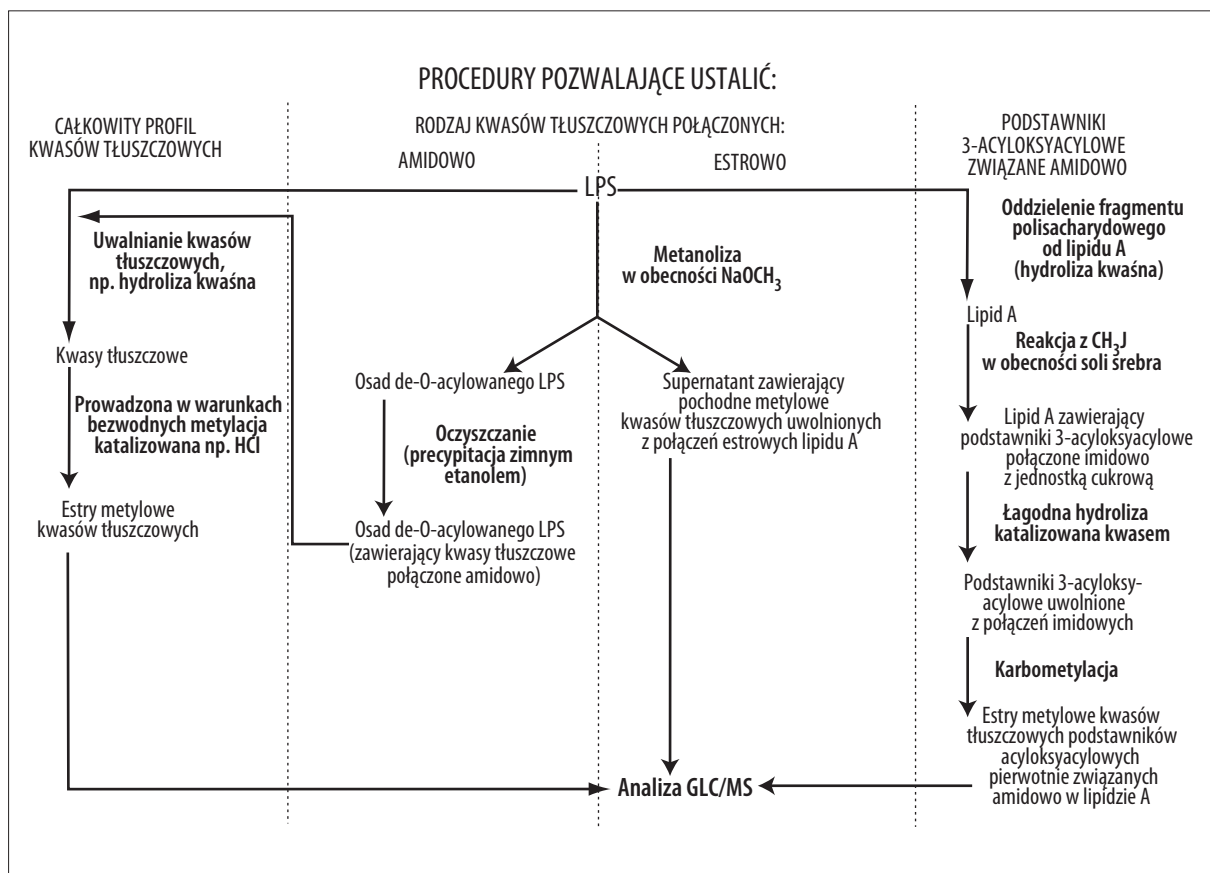 PROCEDURY POZWALAJĄCE USTALIĆ:
CAŁKOWITY PROFIL
KWASÓW TŁUSZCZOWYCH
RODZAJ KWASÓW TŁUSZCZOWYCH POŁĄCZONYCH:
AMIDOWO
ESTROWO
PODSTAWNIKI
3-ACYLOKSYACYLOWE
ZWIĄZANE AMIDOWO
LPS
Uwalnianie kwasów
tłuszczowych,
np. hydroliza kwaśna
Kwasy tłuszczowe
Prowadzona w warunkach
bezwodnych metylacja
katalizowana np. HCl
Estry metylowe
kwasów tłuszczowych
Metanoliza
w obecności NaOCH3
Osad de-O-acylowanego LPS
Oczyszczanie
(precypitacja zimnym
etanolem)
Osad de-O-acylowanego LPS
(zawierający kwasy tłuszczowe
połączone amidowo)
Supernatant zawierający
pochodne metylowe
kwasów tłuszczowych uwolnionych
z połączeń estrowych lipidu A
Oddzielenie fragmentu
polisacharydowego
od lipidu A
(hydroliza kwaśna)
Lipid A
Reakcja z CH3J
w obecności soli srebra
Lipid A zawierający
podstawniki 3-acyloksyacylowe
połączone imidowo
z jednostką cukrową
Łagodna hydroliza
katalizowana kwasem
Podstawniki 3-acyloksy-
acylowe uwolnione
z połączeń imidowych
Karbometylacja
Estry metylowe kwasów
tłuszczowych podstawników
acyloksyacylowych
pierwotnie związanych
amidowo w lipidzie A
Analiza GLC/MS